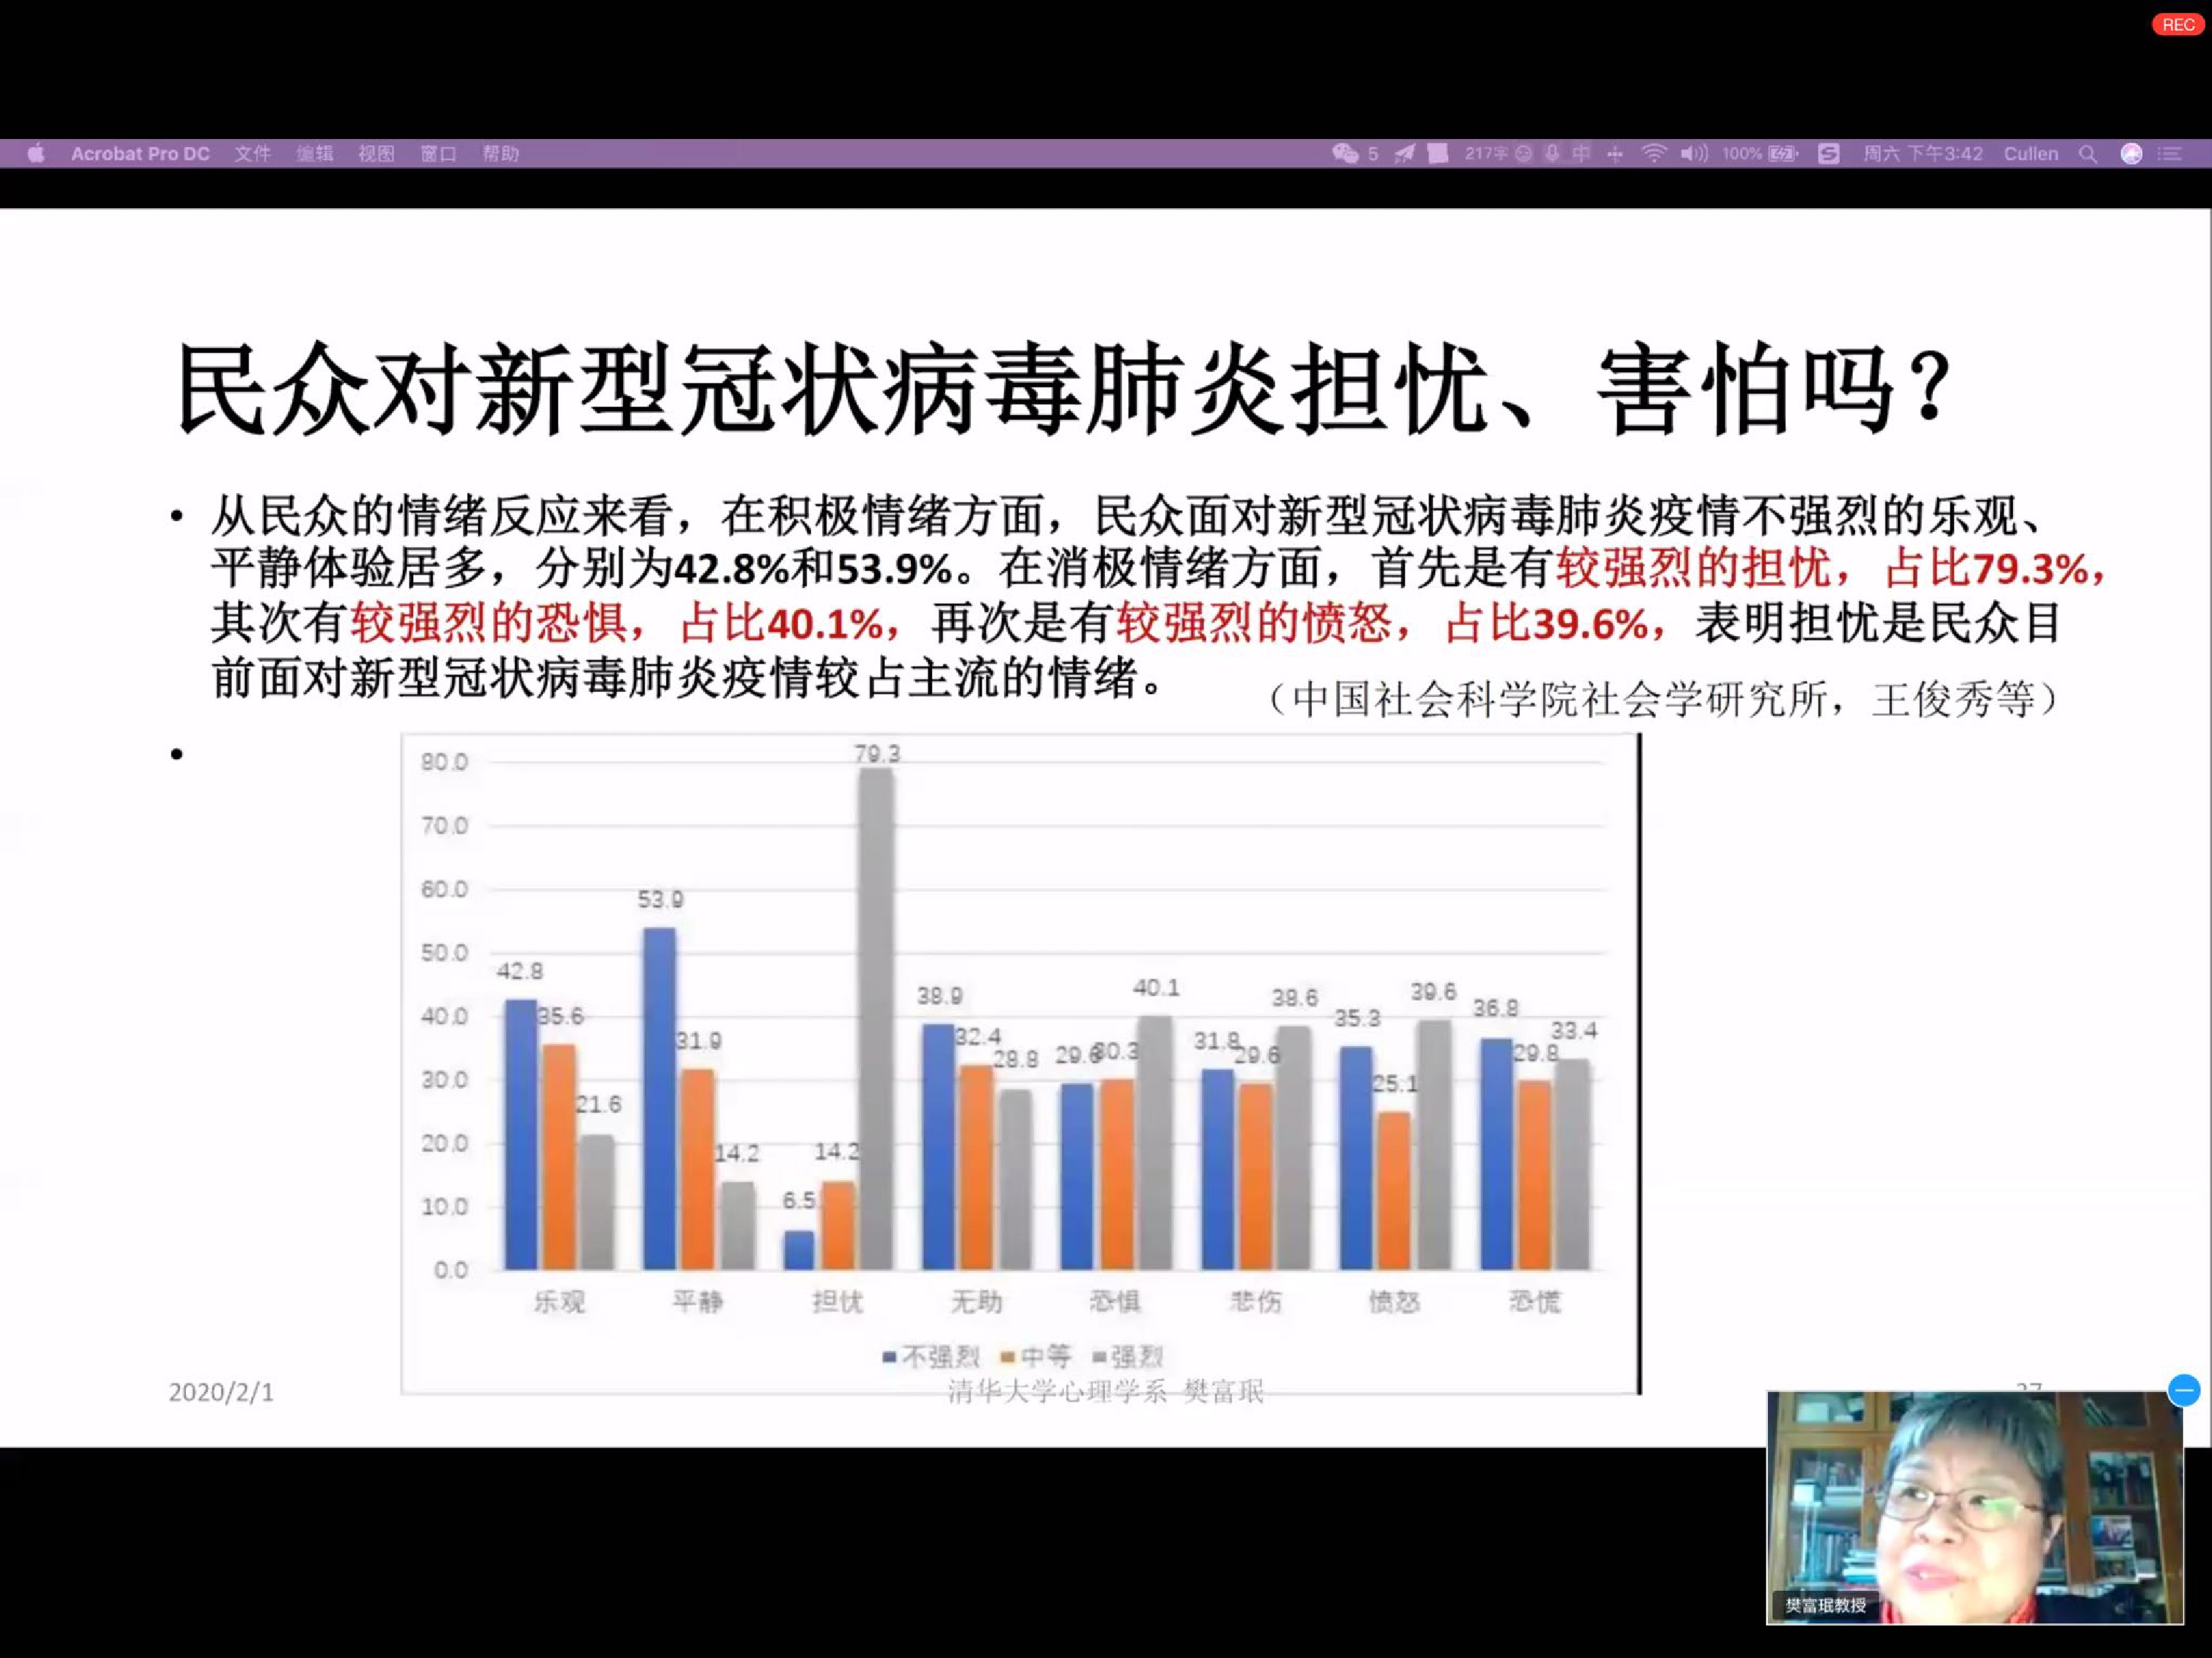 REC
Acrobat Pro DC 文件 编辑 视图 窗口 帮助
5 217字 中 100% 周六 下午3:42 Cullen
民众对新型冠状病毒肺炎担忧、害怕吗？
• 从民众的情绪反应来看，在积极情绪方面，民众面对新型冠状病毒肺炎疫情不强烈的乐观、
平静体验居多，分别为42.8%和53.9%。在消极情绪方面，首先是有较强烈的担忧，占比79.3%，
其次有较强烈的恐惧，占比40.1%，再次是有较强烈的愤怒，占比39.6%，表明担忧是民众目
前面对新型冠状病毒肺炎疫情较占主流的情绪。
（中国社会科学院社会学研究所，王俊秀等）
•
80.0
70.0
60.0
50.0
40.0
30.0
20.0
10.0
0.0
42.8 35.6 21.6
53.9 31.9 14.2
6.5 14.2 79.3
38.9 32.4 28.8
29.6 30.3 40.1
31.8 29.6 38.6
35.3 25.1 39.6
36.8 29.8 33.4
乐观 平静 担忧 无助 恐惧 悲伤 愤怒 恐慌
不强烈 中等 强烈
2020/2/1
清华大学心理学系 樊富珉
樊富珉教授